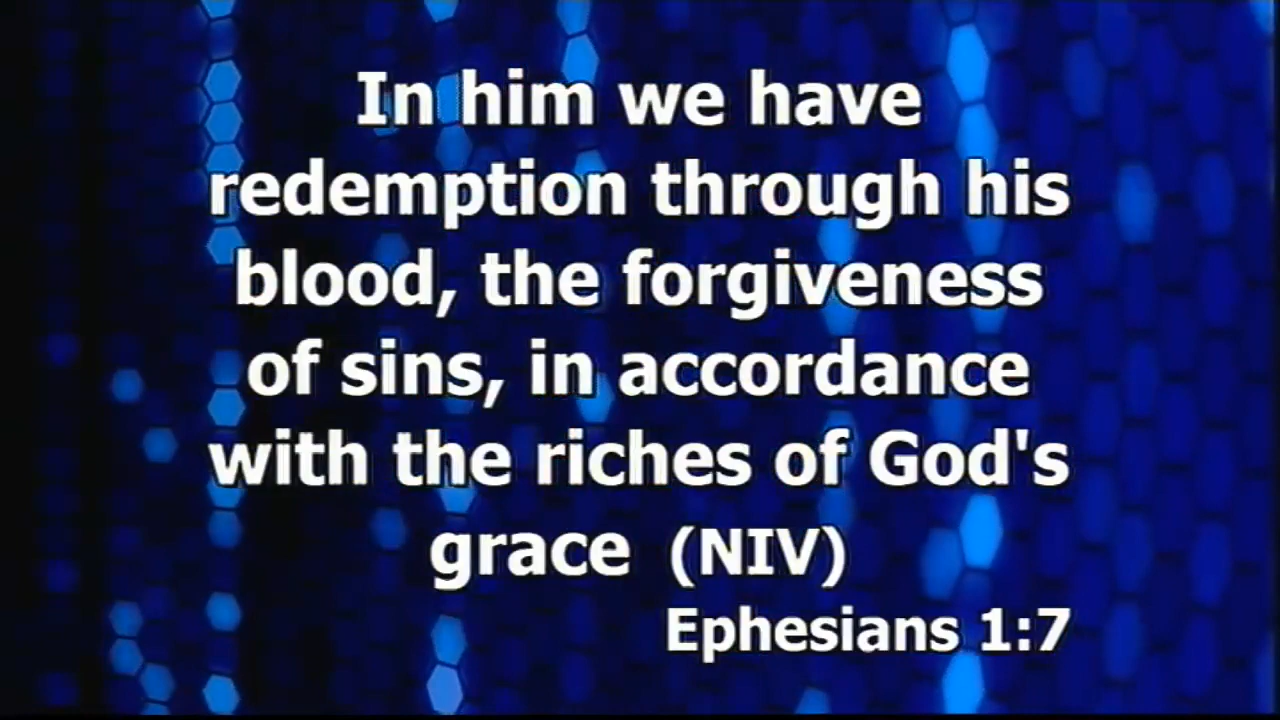 In him we have
redemption through his
blood, the forgiveness
of sins, in accordance
with the riches of God's
grace (NIV)
Ephesians 1:7